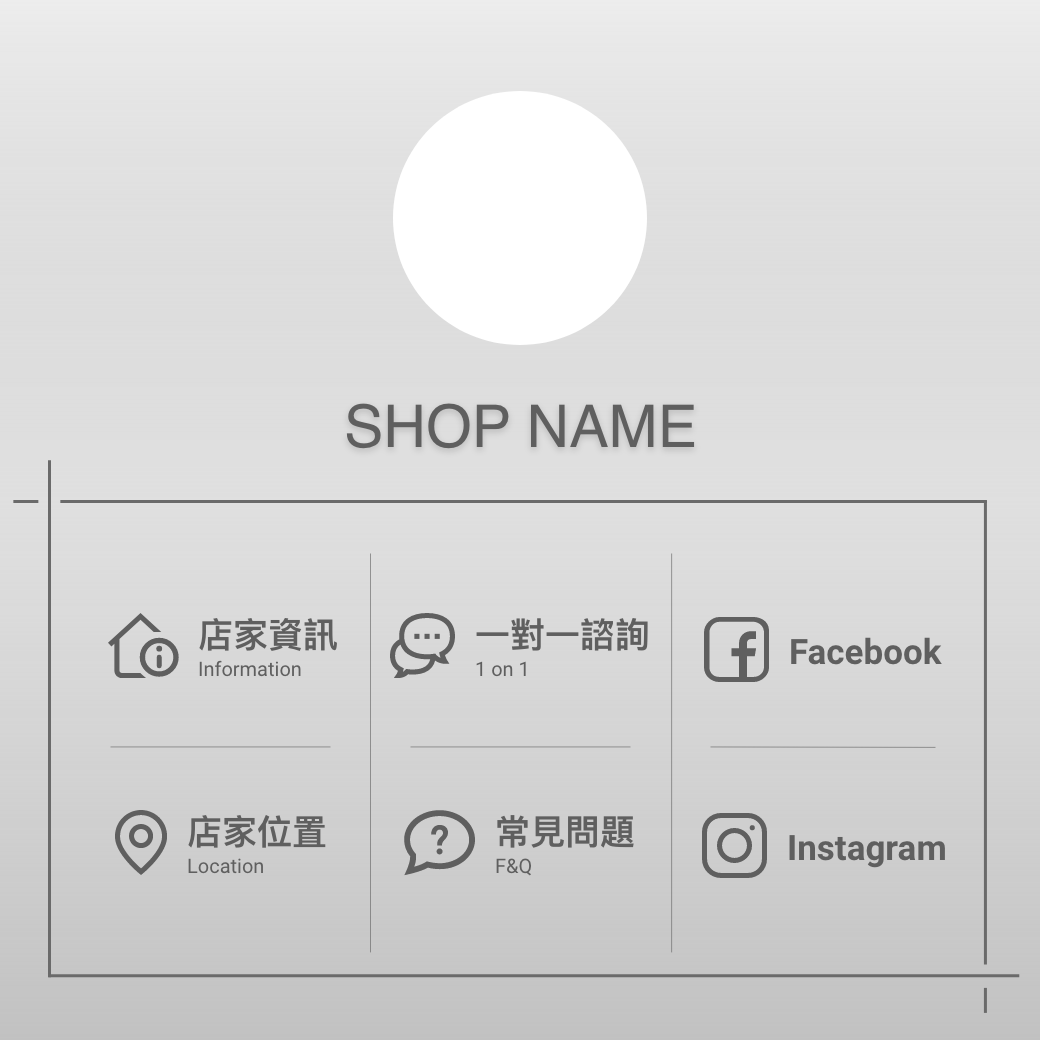 SHOP NAME
店家資訊
Information
一對一諮詢
1 on 1
Facebook
店家位置
Location
常見問題
F&Q
Instagram